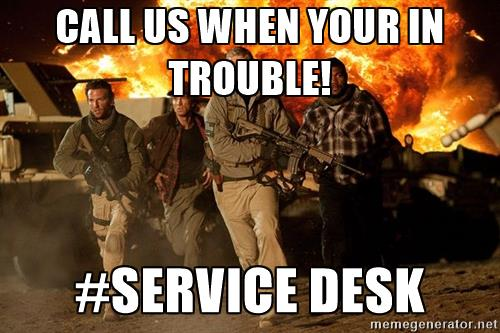 CALL US WHEN YOUR IN
TROUBLE!
#SERVICE DESK
memegenerator.net